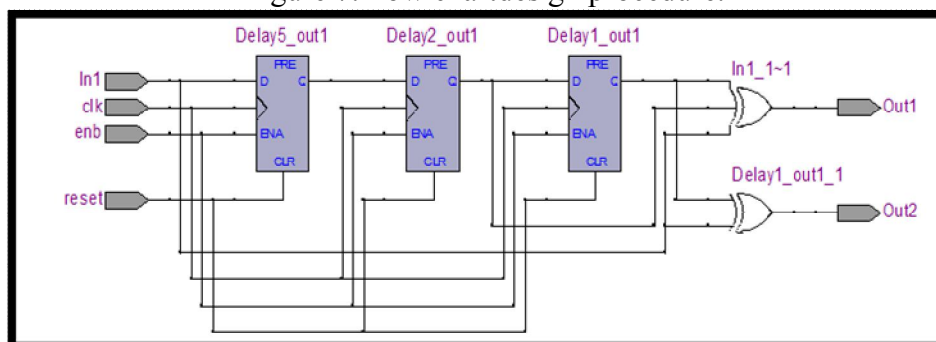 Delay5_out1 Delay2_out1 Delay1_out1
In1_1~1
PRE PRE PRE
In1 D Q D Q D Q
clk Out1
enb ENA ENA ENA
CLR CLR CLR
Delay1_out1_1
reset
Out2